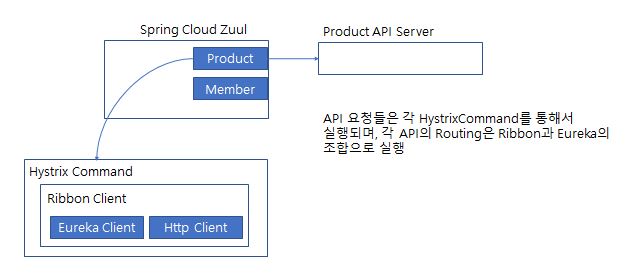 Spring Cloud Zuul
Product API Server
Product
Member
API 요청들은 각 HystrixCommand를 통해서
실행되며, 각 API의 Routing은 Ribbon과 Eureka의
조합으로 실행
Hystrix Command
Ribbon Client
Eureka Client
Http Client